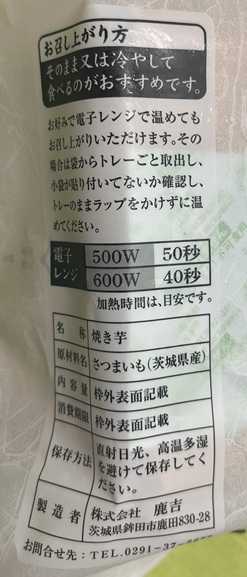 お召し上がり方
そのまま又は冷やして
食べるのがおすすめです。
お好みで電子レンジで温めても
お召し上がりいただけます。その
場合は袋からトレーごと取出し、
小袋が貼り付いてないか確認し、
トレーのままラップをかけずに温
めてください。
電子レンジ 500W 50秒
600W 40秒
加熱時間は、目安です。
名称 焼き芋
原材料名 さつまいも(茨城県産)
内容量 枠外表面記載
消費期限 枠外表面記載
保存方法 直射日光、高温多湿
を避けて保存してく
ださい。
製造者 株式会社 鹿吉
茨城県鉾田市鹿田830-28
お問合せ先:TEL.0291-37-